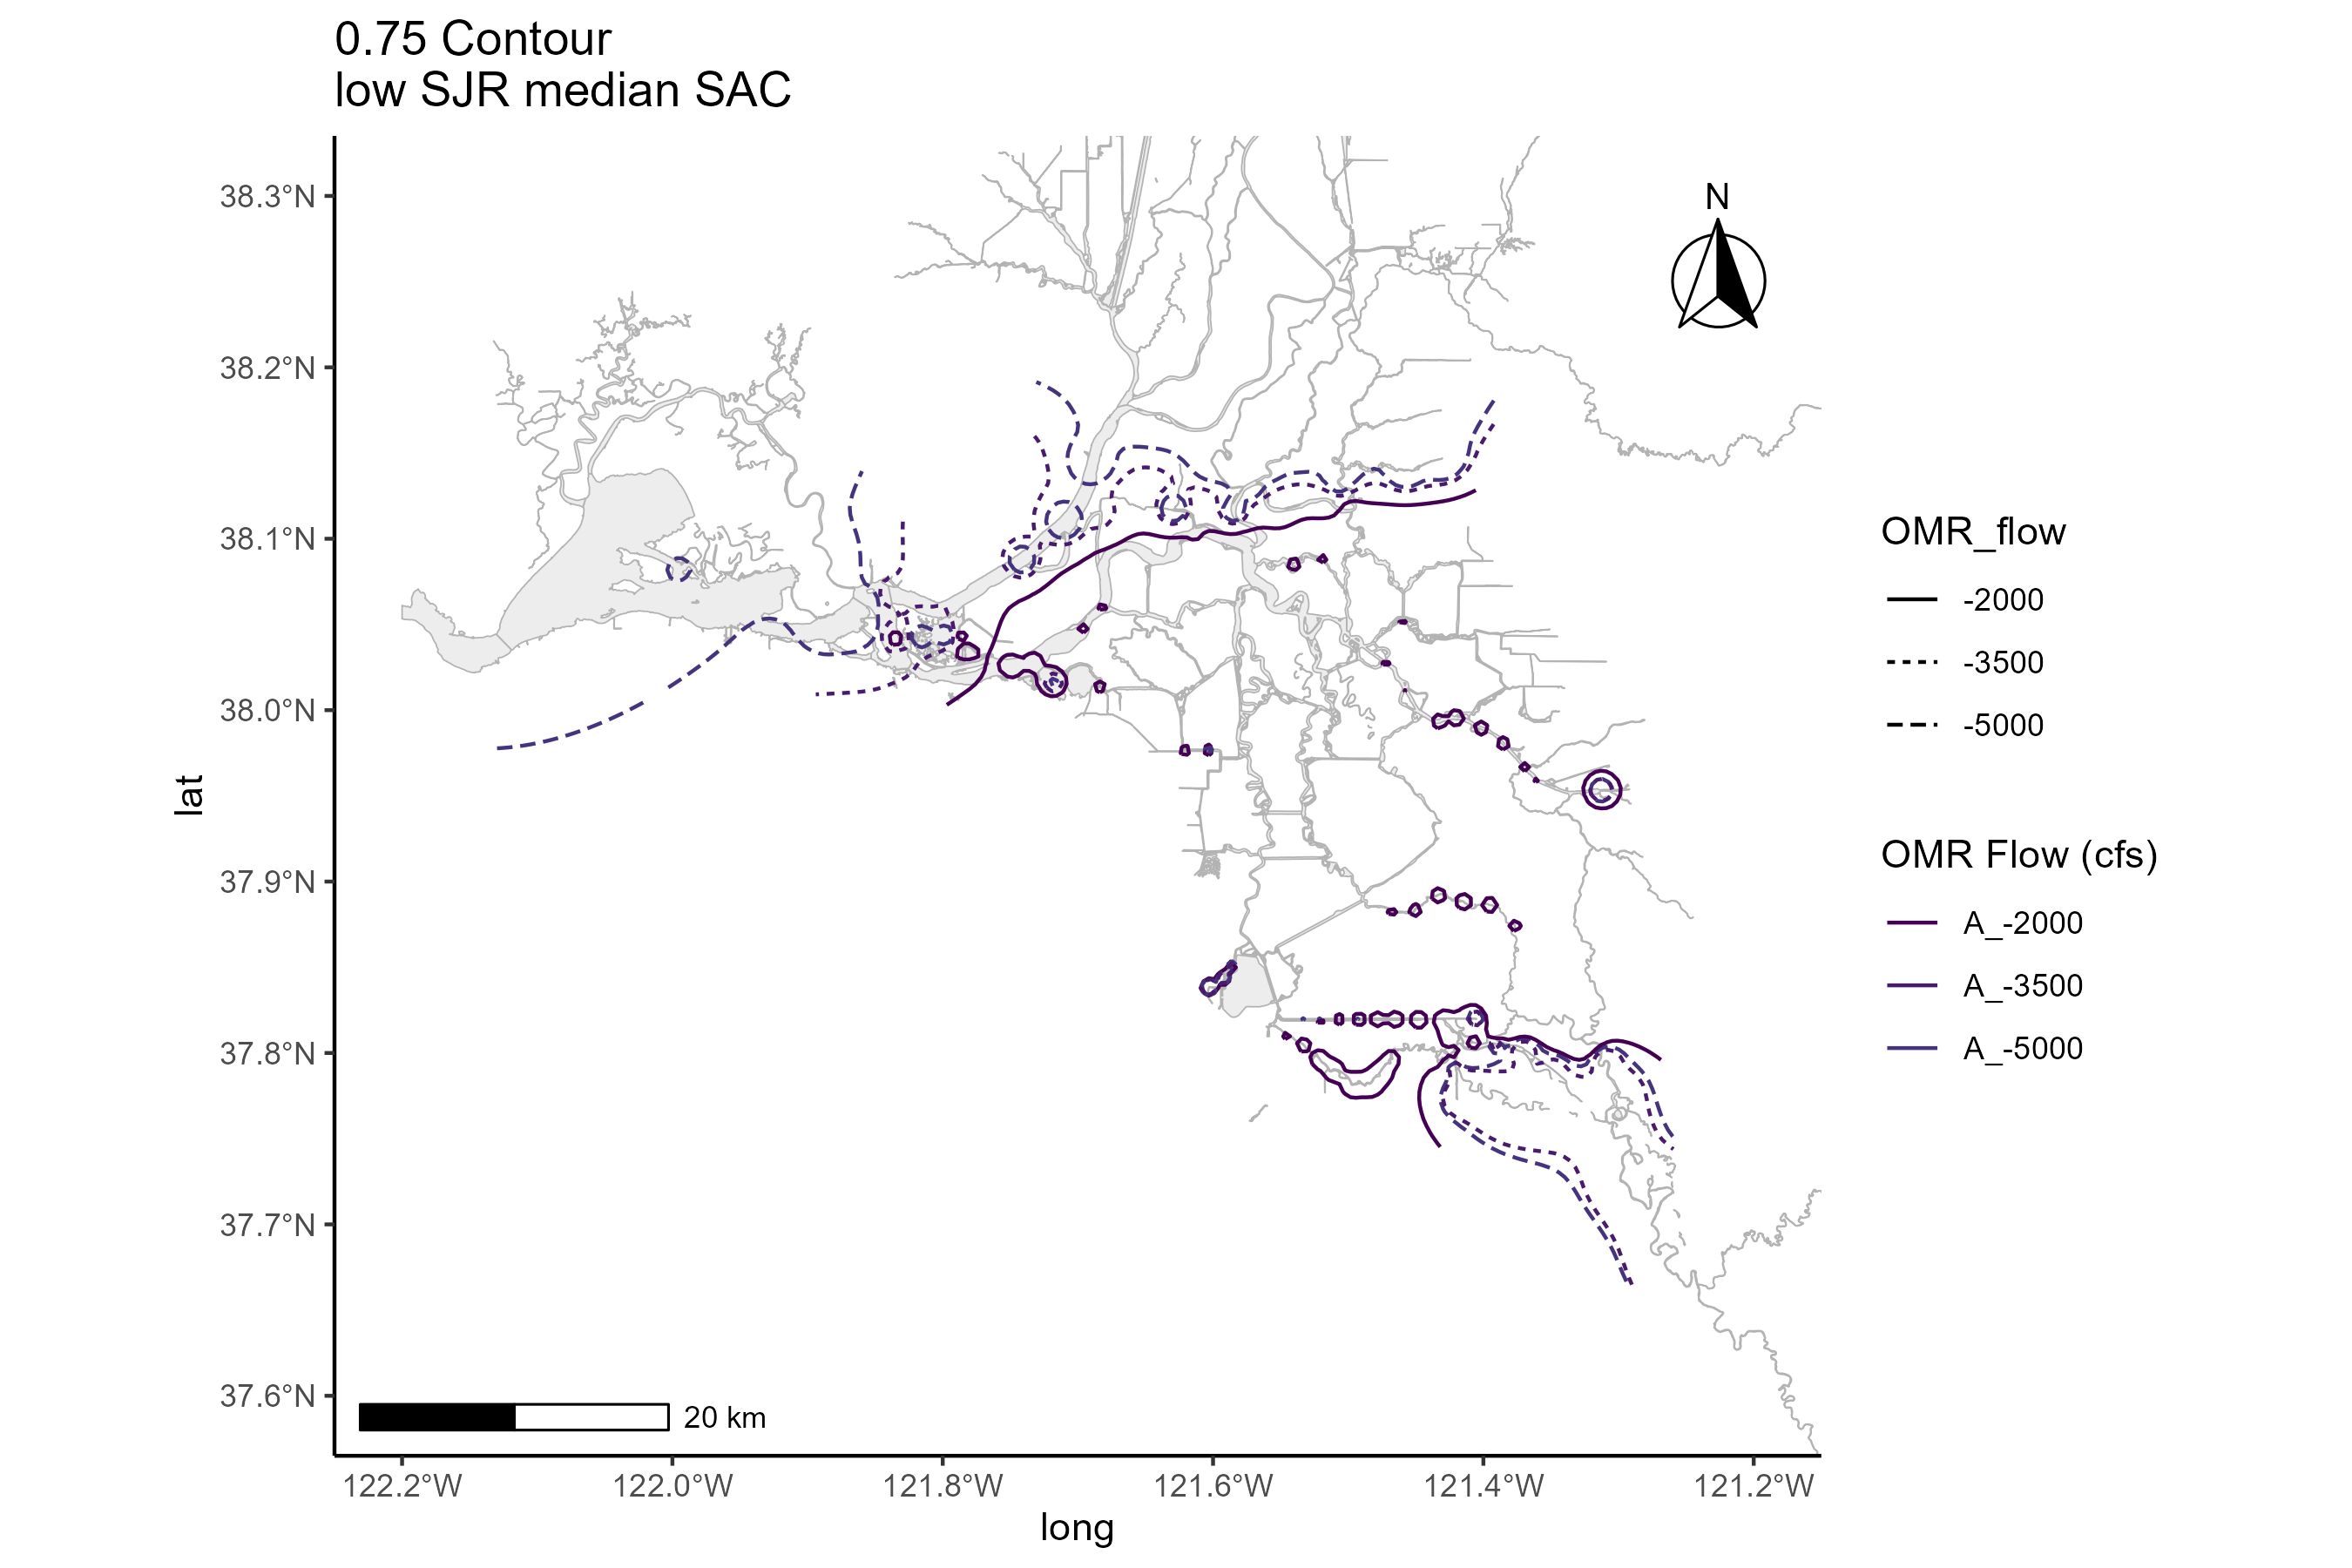 0.75 Contour
low SJR median SAC
N
38.3°N
38.2°N
38.1°N
38.0°N
37.9°N
37.8°N
37.7°N
37.6°N
lat
20 km
122.2°W
122.0°W
121.8°W
121.6°W
121.4°W
121.2°W
long
OMR_flow
-2000
-3500
-5000
OMR Flow (cfs)
A_-2000
A_-3500
A_-5000